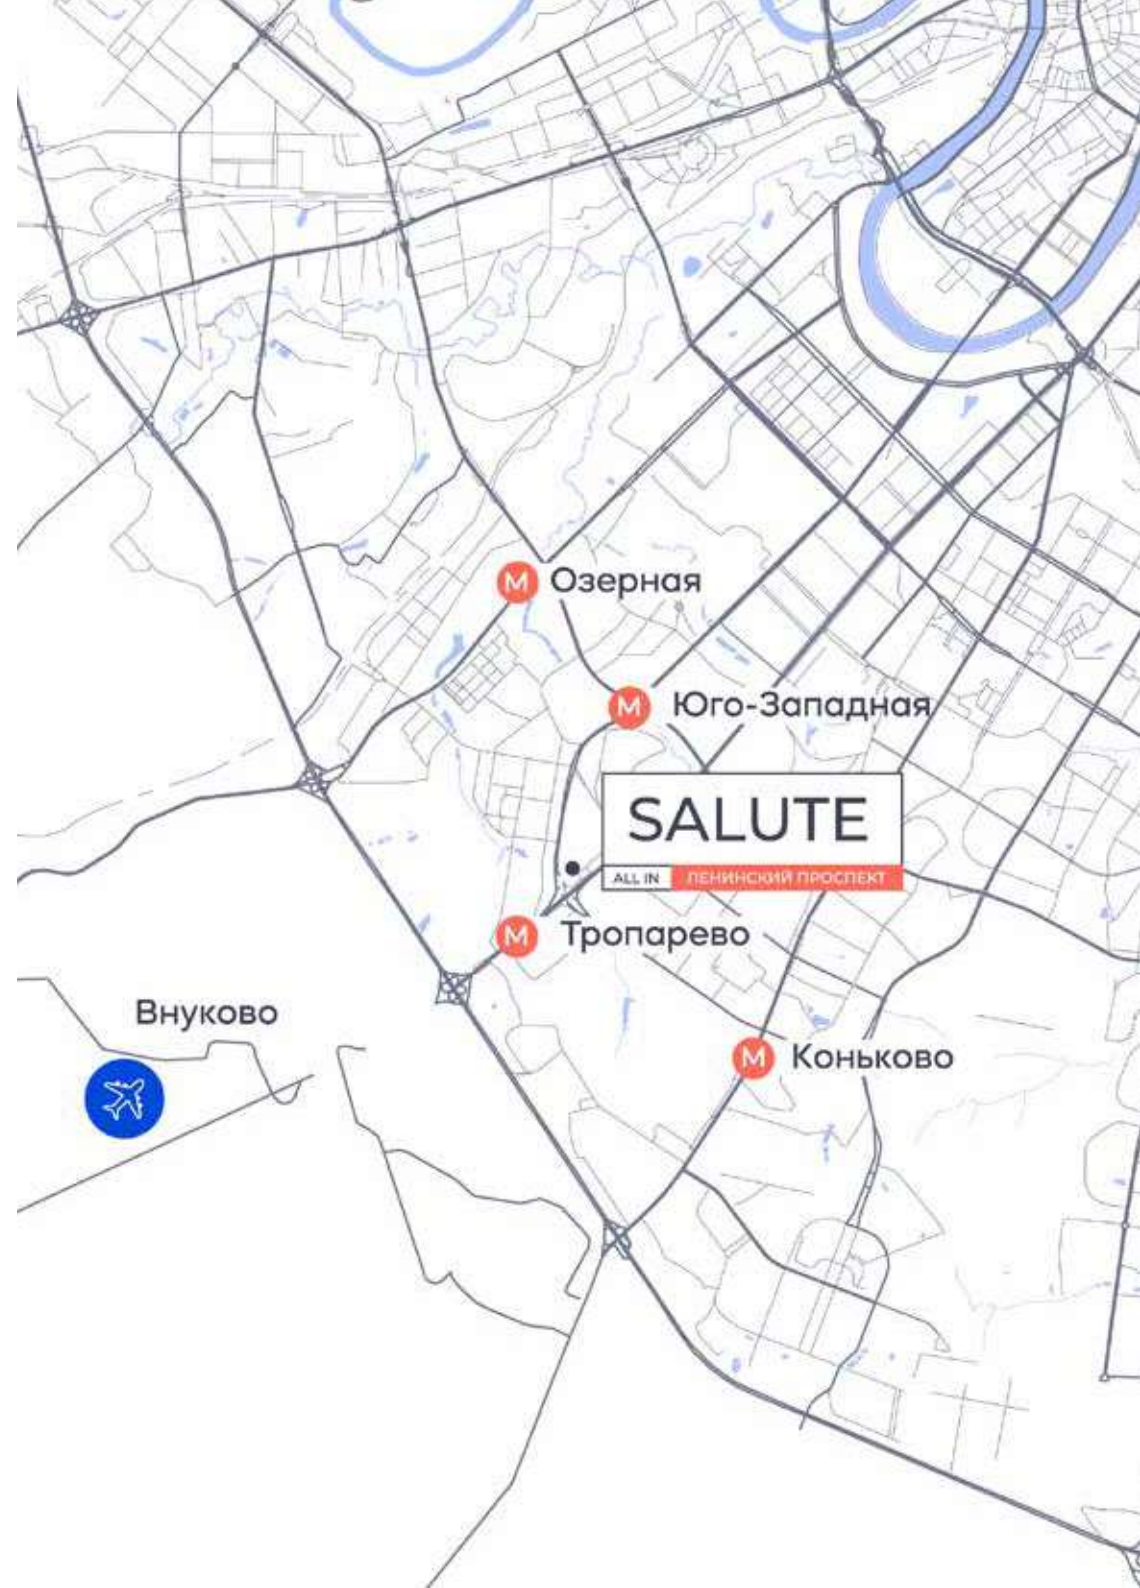 М Озерная
М Юго-Западная
SALUTE
ALL IN ЛЕНИНСКИЙ ПРОСПЕКТ
М Тропарево
Внуково
М Коньково